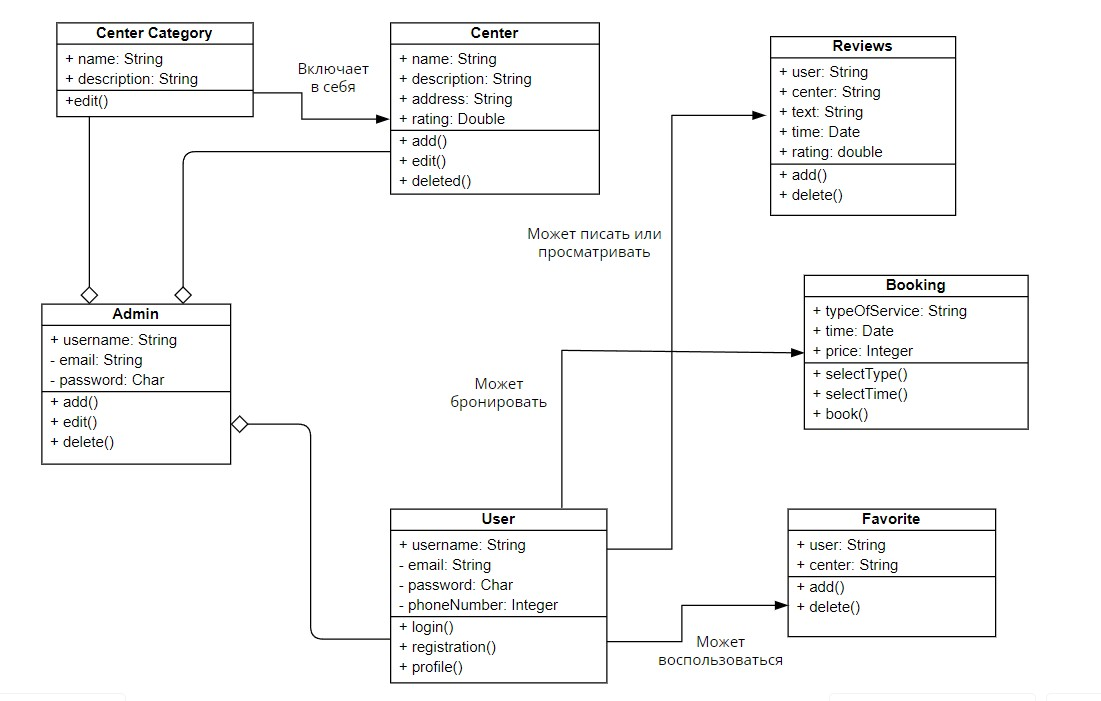 Center Category
+ name: String
+ description: String
+edit()
Включает
в себя
Center
+ name: String
+ description: String
+ address: String
+ rating: Double
+ add()
+ edit()
+ deleted()
Reviews
+ user: String
+ center: String
+ text: String
+ time: Date
+ rating: double
+ add()
+ delete()
Может писать или
просматривать
Booking
+ typeOfService: String
+ time: Date
+ price: Integer
+ selectType()
+ selectTime()
+ book()
Admin
+ username: String
- email: String
- password: Char
+ add()
+ edit()
+ delete()
Может
бронировать
User
+ username: String
- email: String
- password: Char
- phoneNumber: Integer
+ login()
+ registration()
+ profile()
Favorite
+ user: String
+ center: String
+ add()
+ delete()
Может
воспользоваться